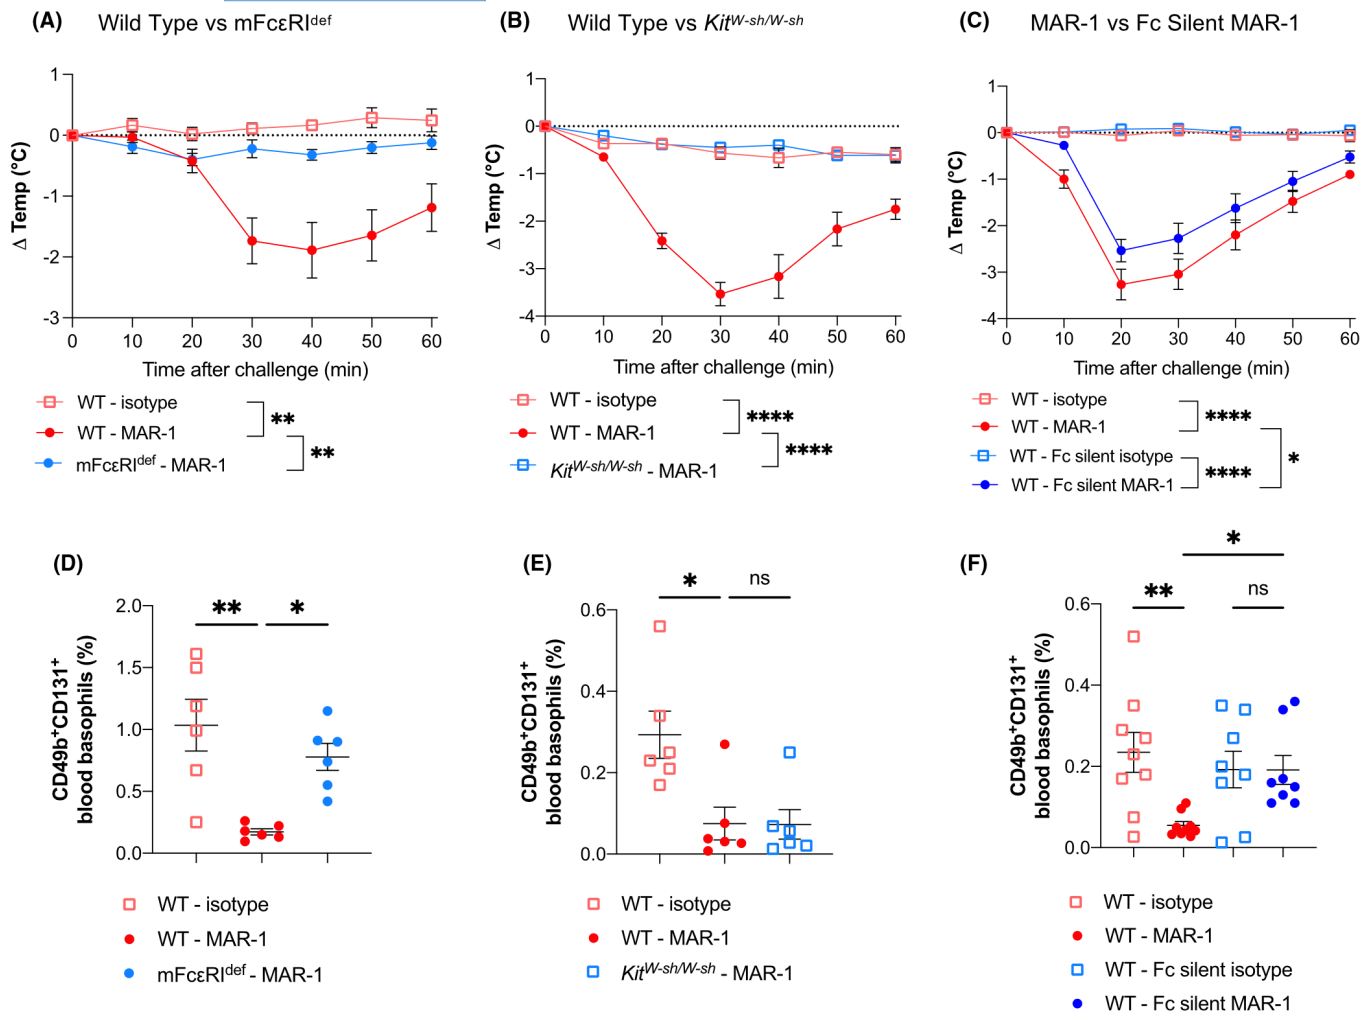 (A) Wild Type vs mFcεRI^def
1
0
-1
-2
-3
Δ Temp (°C)
0 10 20 30 40 50 60
Time after challenge (min)
WT - isotype
WT - MAR-1
mFcεRI^def - MAR-1
**
**
(B) Wild Type vs Kit^W-sh/W-sh
1
0
-1
-2
-3
-4
Δ Temp (°C)
0 10 20 30 40 50 60
Time after challenge (min)
WT - isotype
WT - MAR-1
Kit^W-sh/W-sh - MAR-1
****
****
(C) MAR-1 vs Fc Silent MAR-1
1
0
-1
-2
-3
-4
Δ Temp (°C)
0 10 20 30 40 50 60
Time after challenge (min)
WT - isotype
WT - MAR-1
WT - Fc silent isotype
WT - Fc silent MAR-1
****
****
*
(D)
** *
2.0
1.5
1.0
0.5
0.0
CD49b+CD131+
blood basophils (%)
WT - isotype
WT - MAR-1
mFcεRI^def - MAR-1
(E)
* ns
0.6
0.4
0.2
0.0
CD49b+CD131+
blood basophils (%)
WT - isotype
WT - MAR-1
Kit^W-sh/W-sh - MAR-1
(F)
*
** ns
0.6
0.4
0.2
0.0
CD49b+CD131+
blood basophils (%)
WT - isotype
WT - MAR-1
WT - Fc silent isotype
WT - Fc silent MAR-1